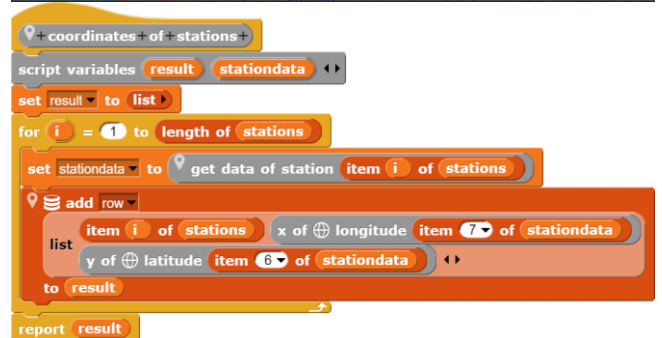 +coordinates+of+stations+
script variables result stationdata
set result to list
for i = 1 to length of stations
set stationdata to get data of station item i of stations
add row
list item i of stations x of longitude item 7 of stationdata
y of latitude item 6 of stationdata
to result
report result